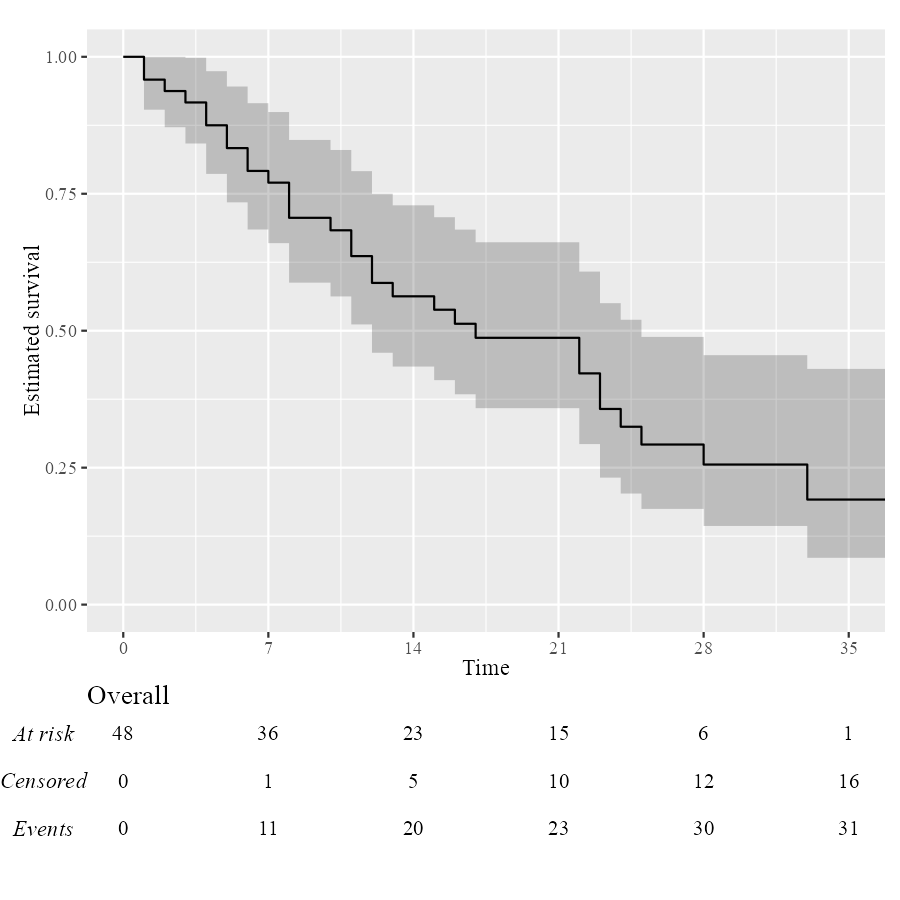 1.00
0.75
0.50
0.25
0.00
Estimated survival
0 7 14 21 28 35
Time
Overall
At risk 48 36 23 15 6 1
Censored 0 1 5 10 12 16
Events 0 11 20 23 30 31